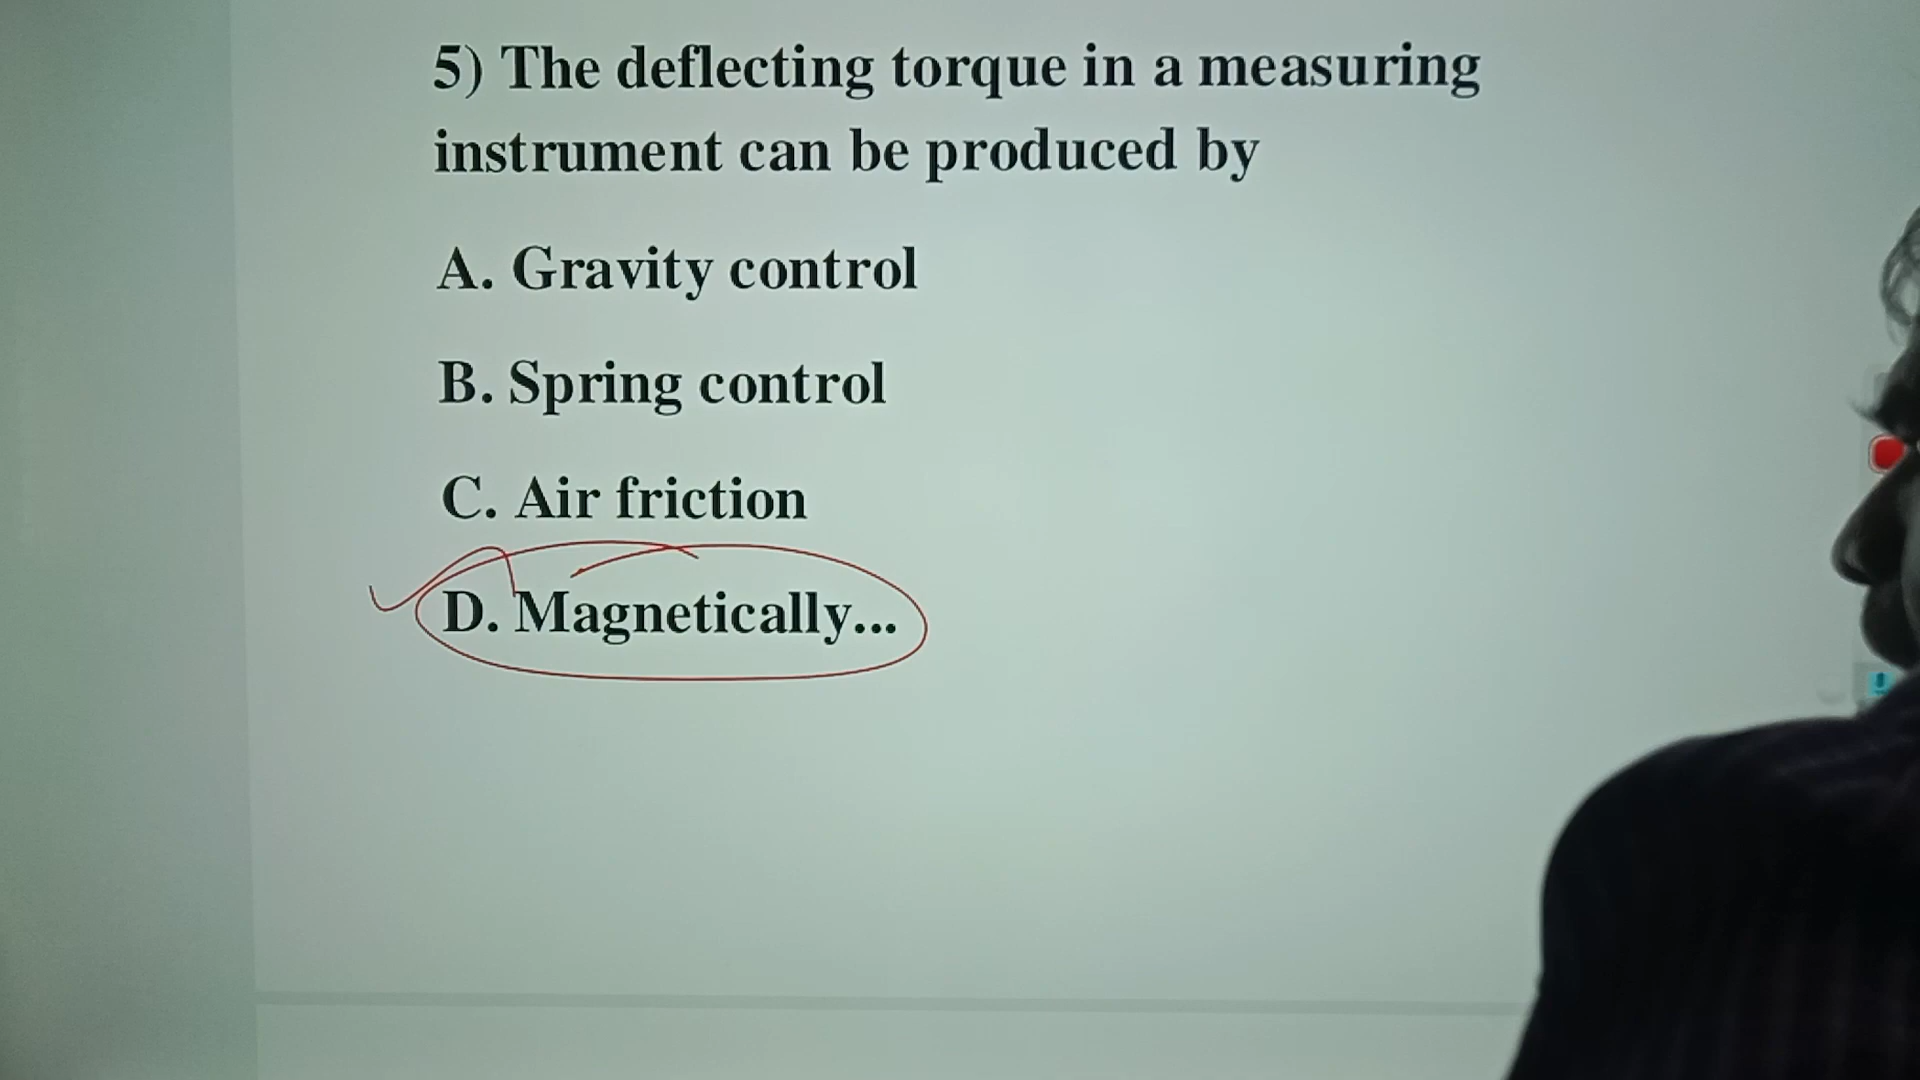 5) The deflecting torque in a measuring
instrument can be produced by
A. Gravity control
B. Spring control
C. Air friction
D. Magnetically...